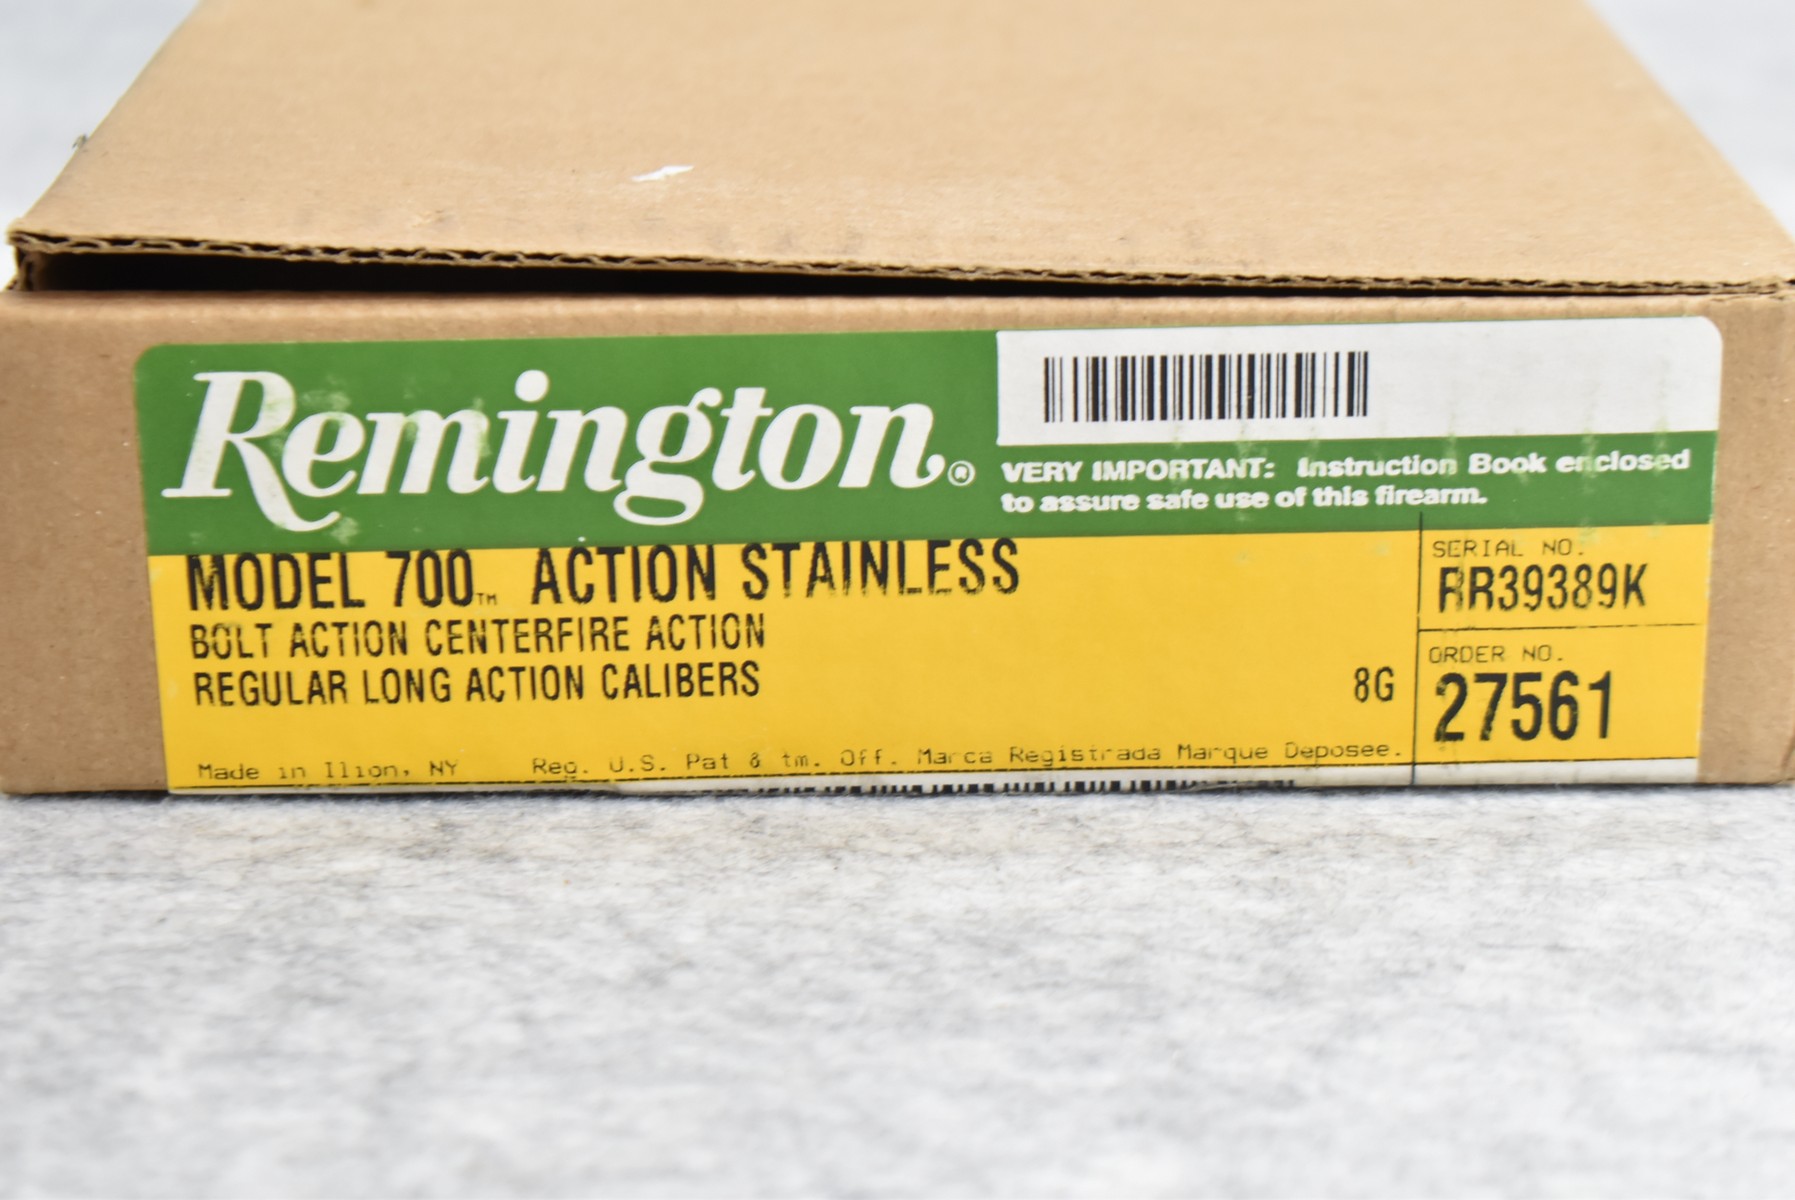 Remington®
VERY IMPORTANT: Instruction Book enclosed
to assure safe use of this firearm.
MODEL 700™ ACTION STAINLESS
BOLT ACTION CENTERFIRE ACTION
REGULAR LONG ACTION CALIBERS
8G
SERIAL NO.
RR39389K
ORDER NO.
27561
Made in Ilion, NY Reg. U.S. Pat & tm. Off. Marca Registrada Marque Deposee.